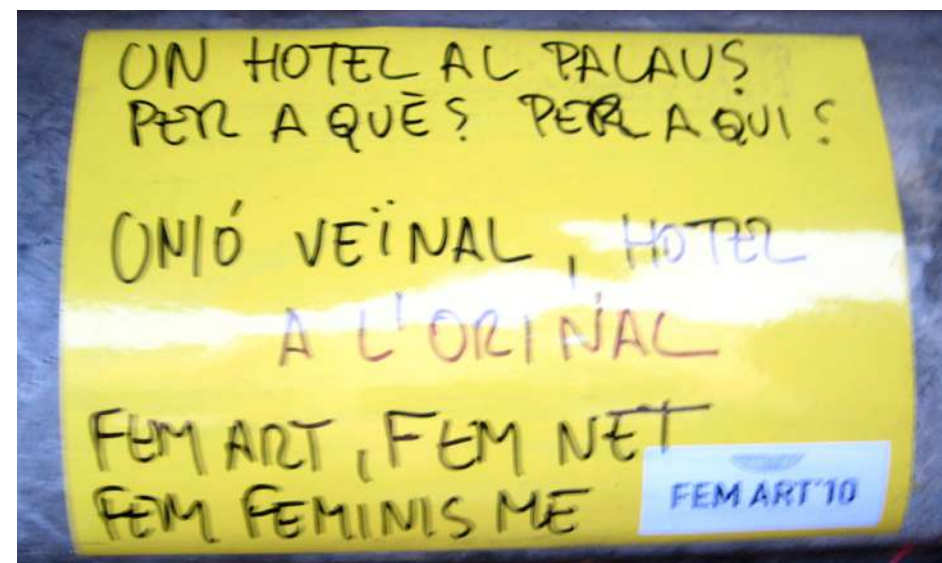 UN HOTEL AL PALAU?
PER A QUÈ? PER A QUI?
UNIÓ VEÏNAL, HOTEL
A L'ORINAL
FEM ART, FEM NET
FEM FEMINISME
FEM ART'10